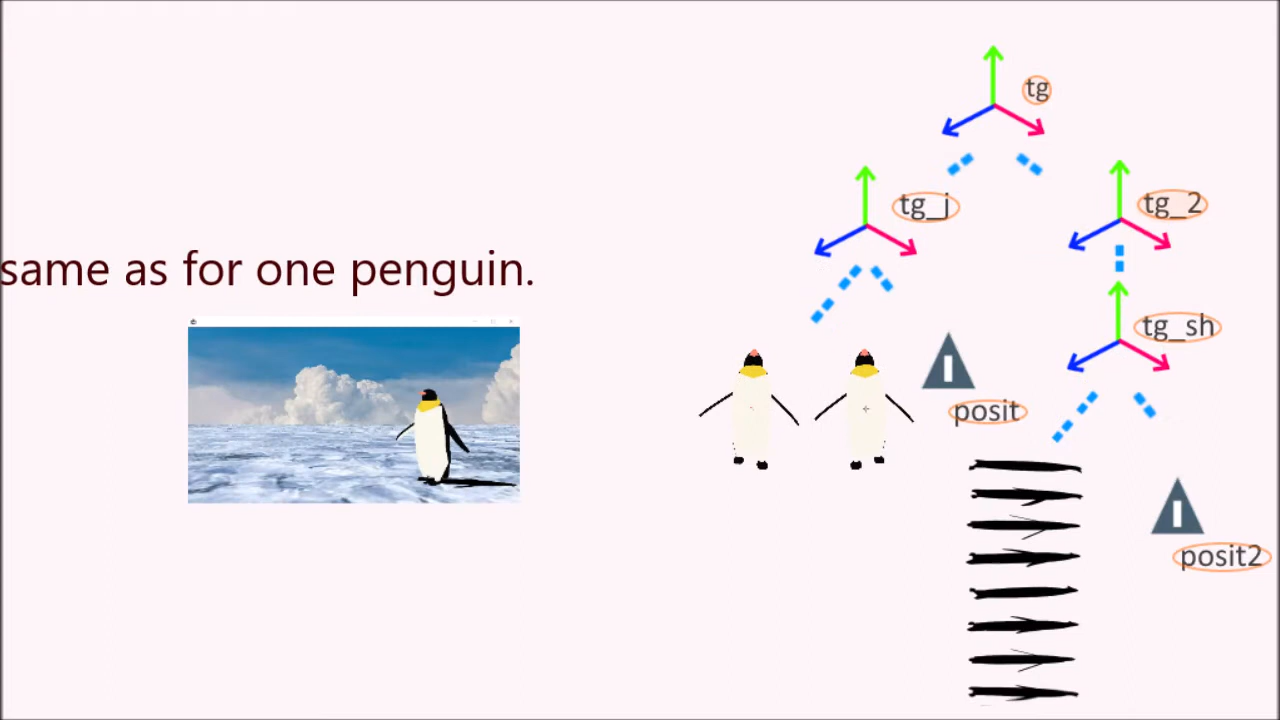 tg
tg_j
tg_2
same as for one penguin.
tg_sh
posit
posit2